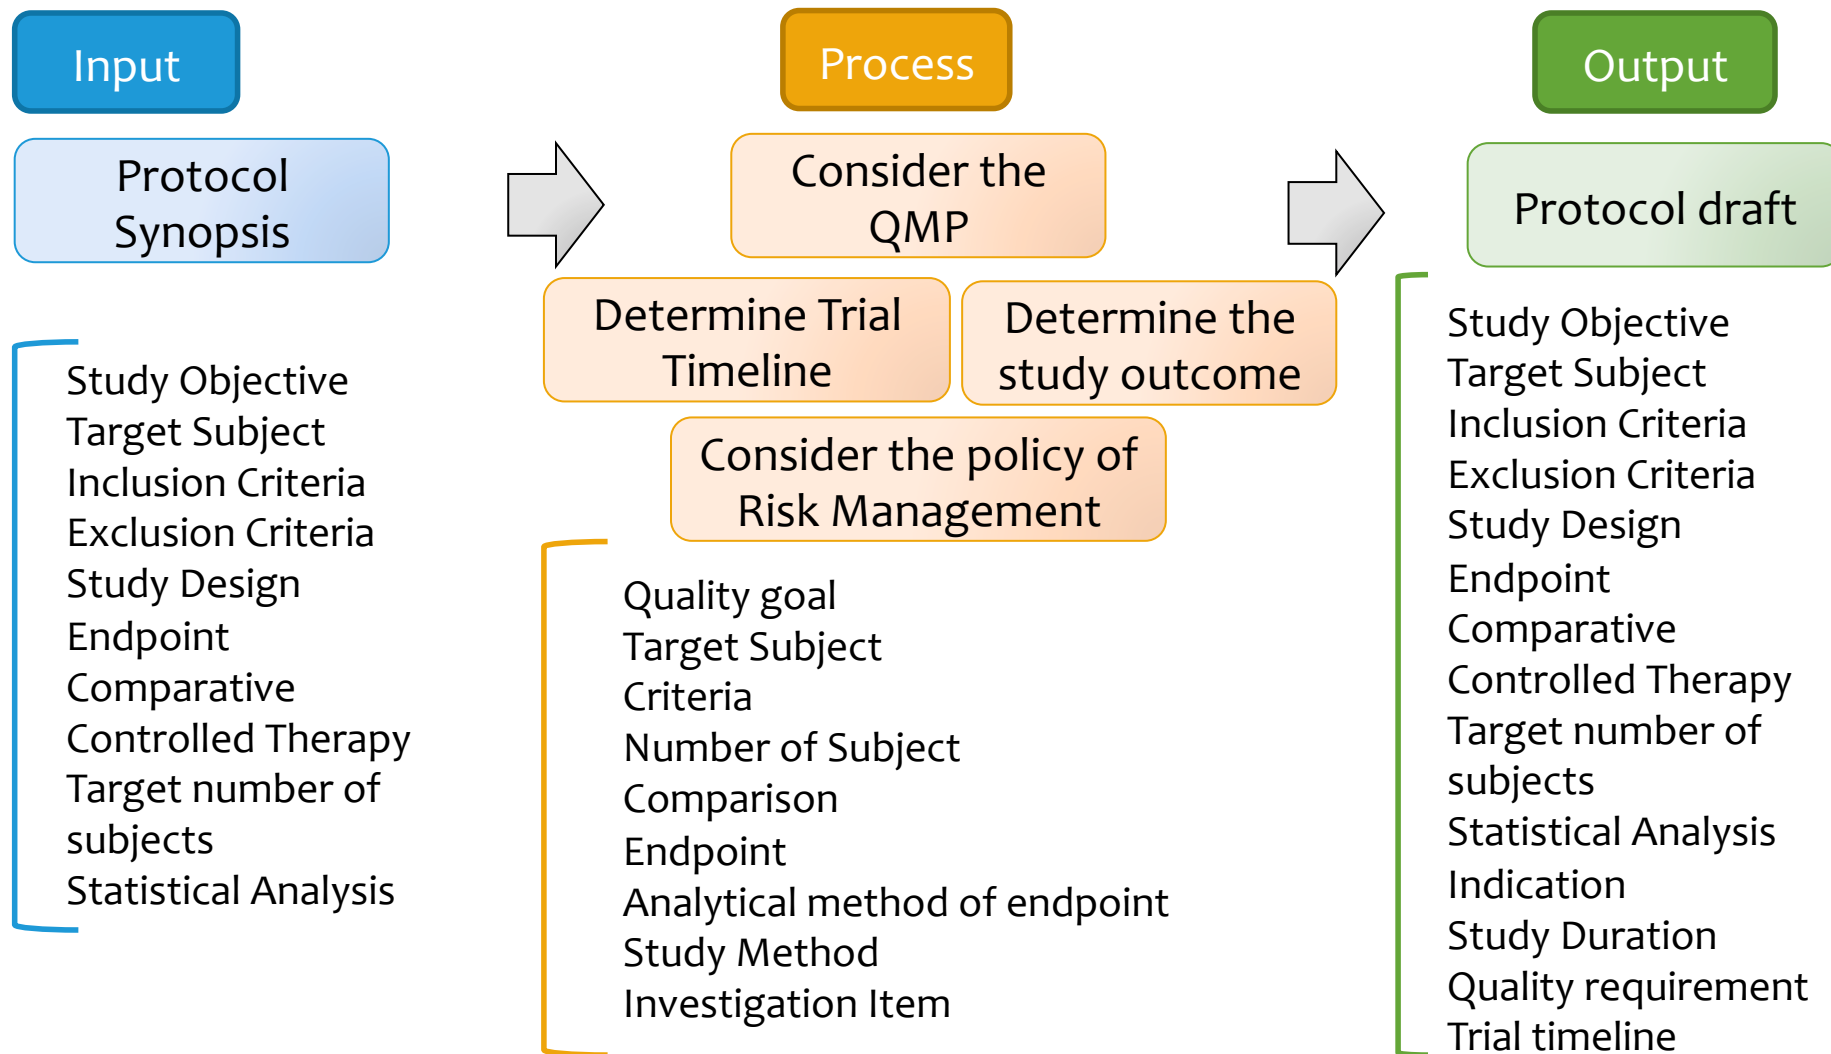 Input
Process
Output
Protocol
Synopsis
Consider the
QMP
Protocol draft
Determine Trial
Timeline
Determine the
study outcome
Consider the policy of
Risk Management
Study Objective
Target Subject
Inclusion Criteria
Exclusion Criteria
Study Design
Endpoint
Comparative
Controlled Therapy
Target number of
subjects
Statistical Analysis
Quality goal
Target Subject
Criteria
Number of Subject
Comparison
Endpoint
Analytical method of endpoint
Study Method
Investigation Item
Study Objective
Target Subject
Inclusion Criteria
Exclusion Criteria
Study Design
Endpoint
Comparative
Controlled Therapy
Target number of
subjects
Statistical Analysis
Indication
Study Duration
Quality requirement
Trial timeline